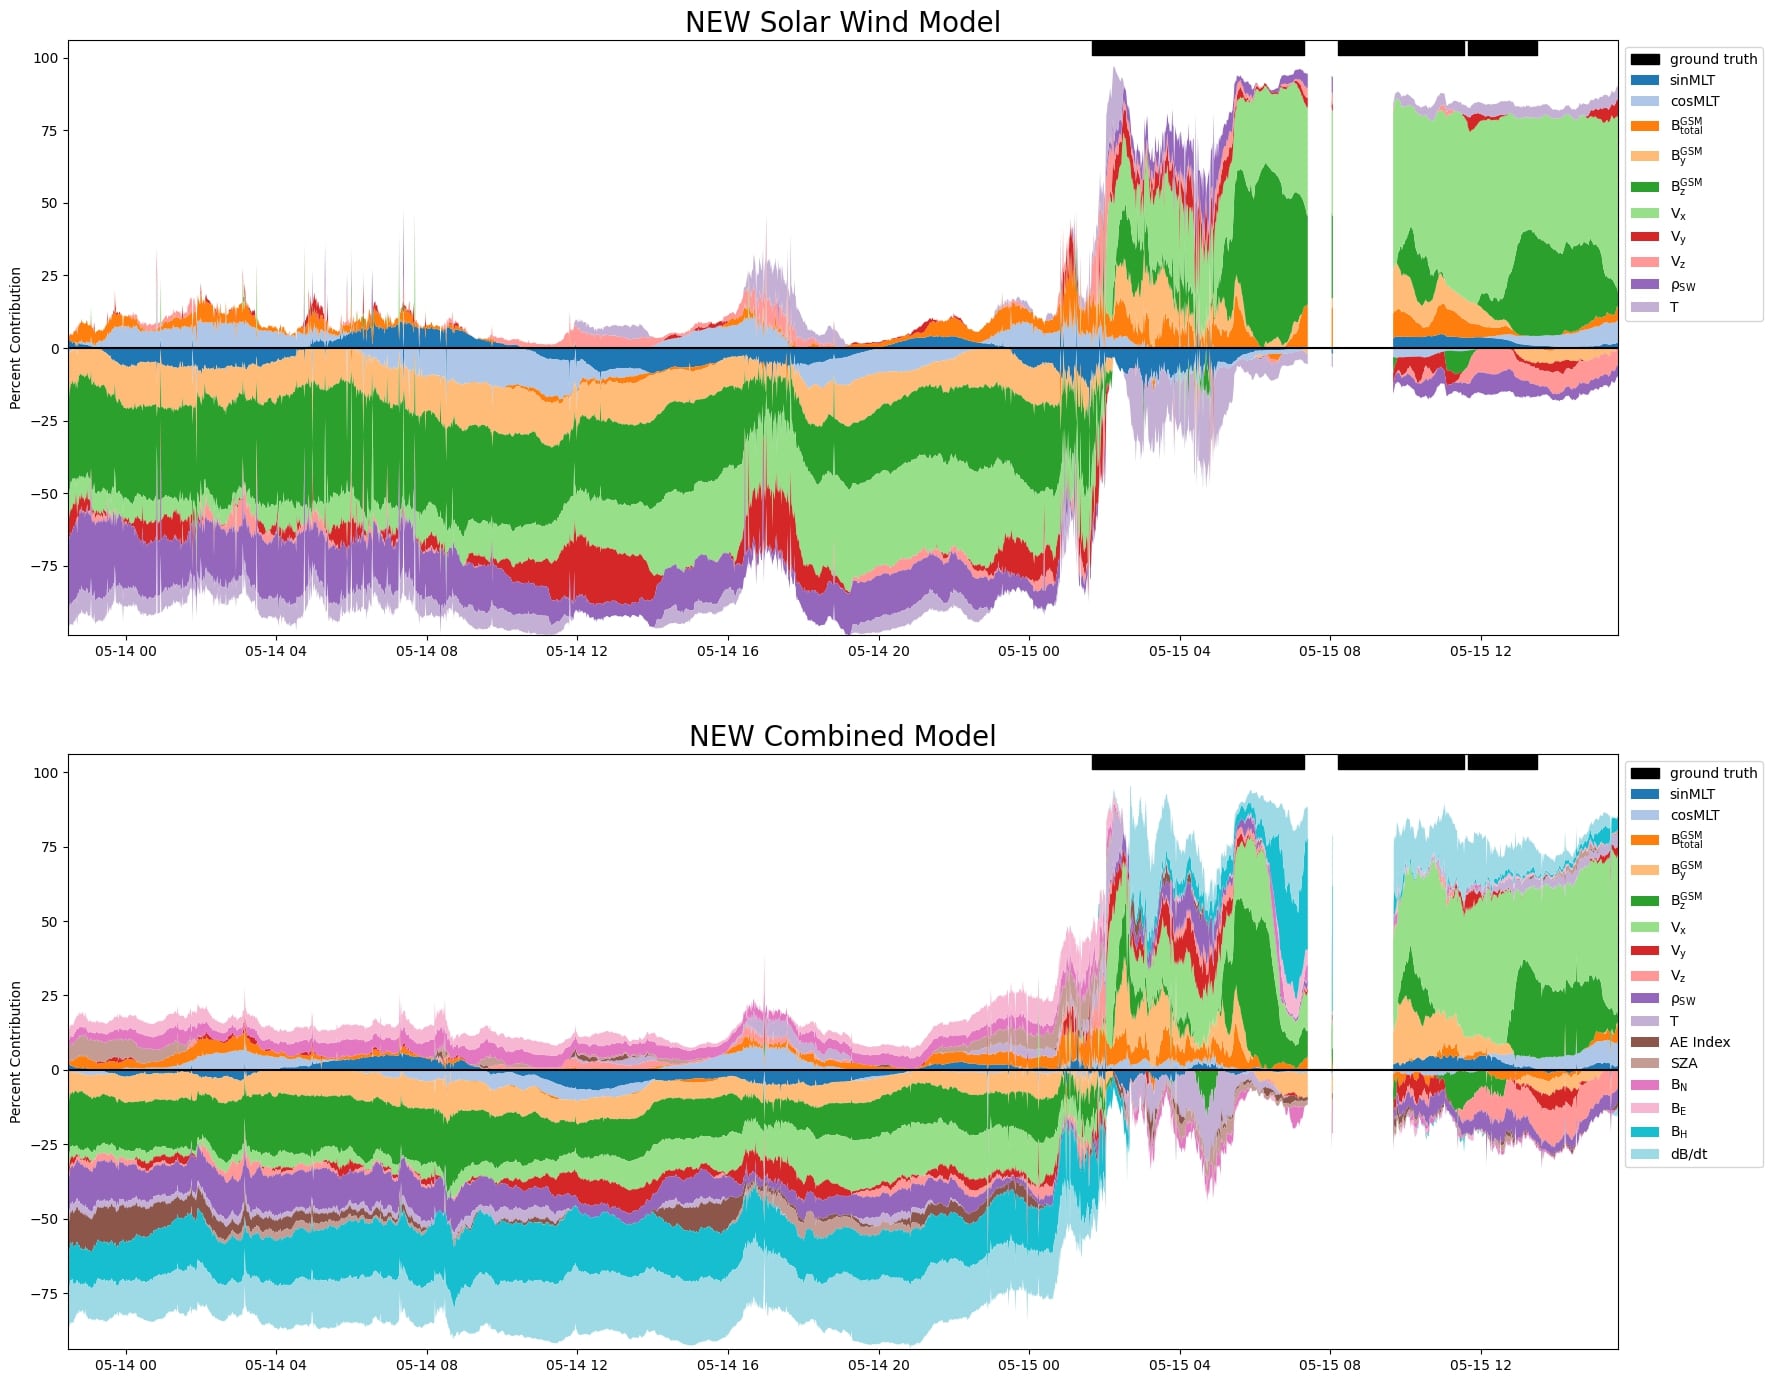 NEW Solar Wind Model
Percent Contribution
100
75
50
25
0
−25
−50
−75
05-14 00
05-14 04
05-14 08
05-14 12
05-14 16
05-14 20
05-15 00
05-15 04
05-15 08
05-15 12
ground truth
sinMLT
cosMLT
B_total^GSM
B_y^GSM
B_z^GSM
V_x
V_y
V_z
ρ_SW
T
NEW Combined Model
Percent Contribution
100
75
50
25
0
−25
−50
−75
05-14 00
05-14 04
05-14 08
05-14 12
05-14 16
05-14 20
05-15 00
05-15 04
05-15 08
05-15 12
ground truth
sinMLT
cosMLT
B_total^GSM
B_y^GSM
B_z^GSM
V_x
V_y
V_z
ρ_SW
T
AE Index
SZA
B_N
B_E
B_H
dB/dt